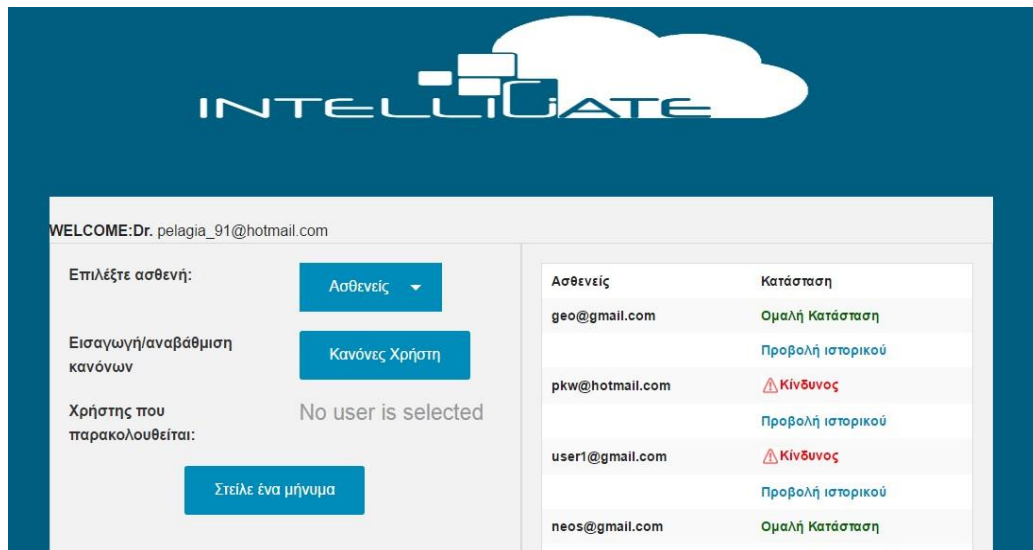 INTELLIGATE
WELCOME:Dr. pelagia_91@hotmail.com
Επιλέξτε ασθενή:
Ασθενείς
Εισαγωγή/αναβάθμιση
κανόνων
Κανόνες Χρήστη
Χρήστης που
παρακολουθείται:
No user is selected
Στείλε ένα μήνυμα
Ασθενείς Κατάσταση
geo@gmail.com Ομαλή Κατάσταση
Προβολή ιστορικού
pkw@hotmail.com Κίνδυνος
Προβολή ιστορικού
user1@gmail.com Κίνδυνος
Προβολή ιστορικού
neos@gmail.com Ομαλή Κατάσταση